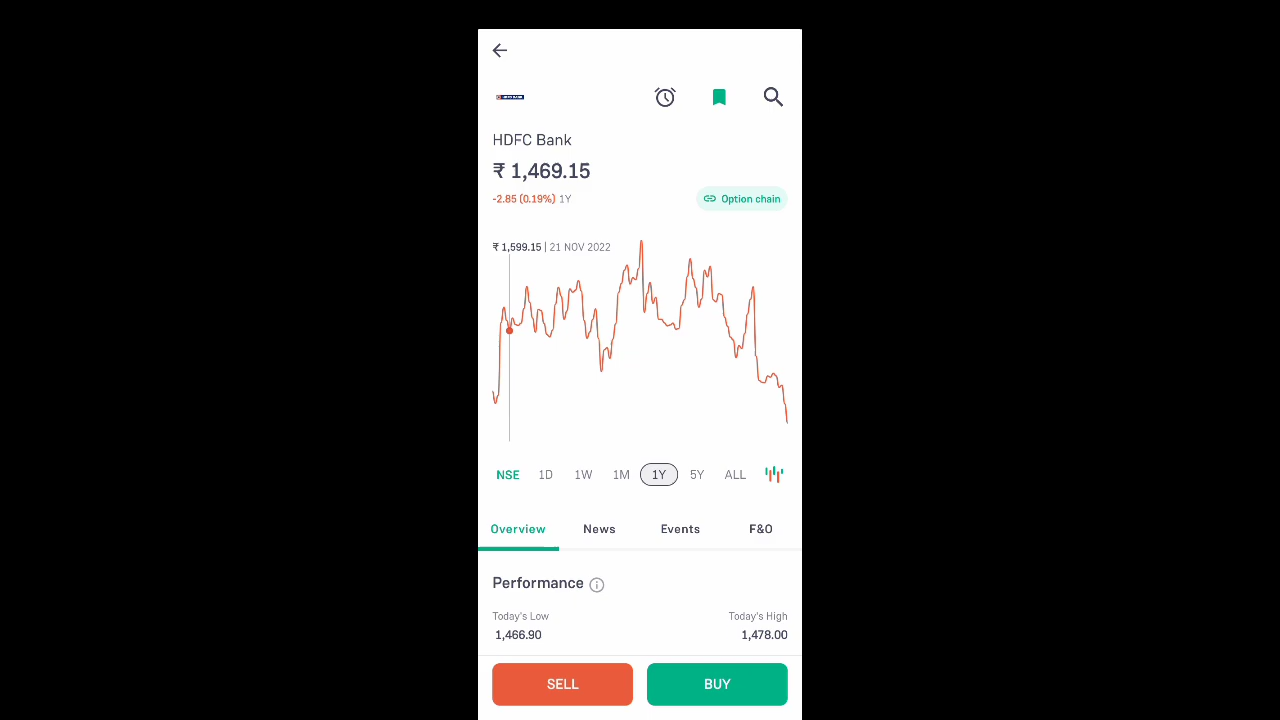 HDFC BANK
HDFC Bank
₹ 1,469.15
-2.85 (0.19%) 1Y
Option chain
₹ 1,599.15 | 21 NOV 2022
NSE 1D 1W 1M 1Y 5Y ALL
Overview News Events F&O
Performance
Today's Low Today's High
1,466.90 1,478.00
SELL BUY